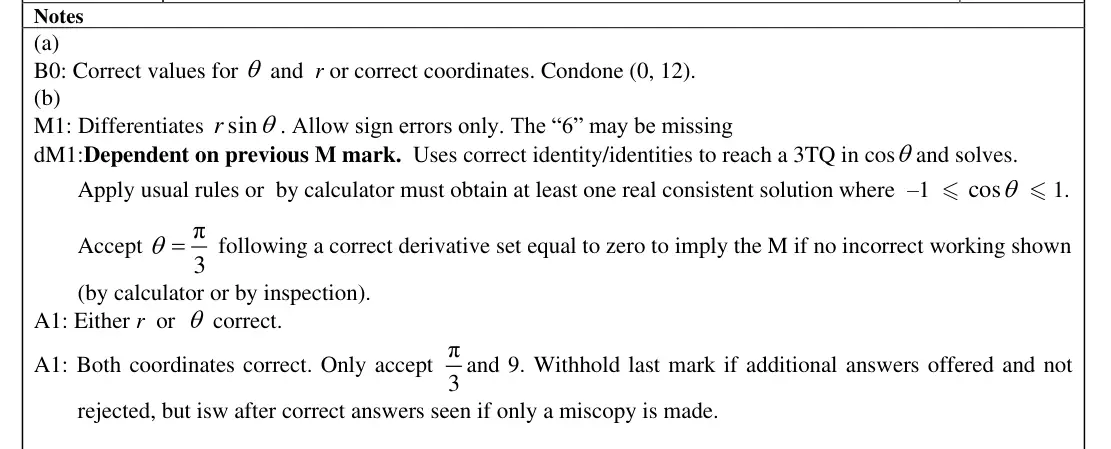 Notes
(a)
B0: Correct values for θ and r or correct coordinates. Condone (0, 12).
(b)
M1: Differentiates r sin θ. Allow sign errors only. The “6” may be missing
dM1:Dependent on previous M mark. Uses correct identity/identities to reach a 3TQ in cosθ and solves.
Apply usual rules or by calculator must obtain at least one real consistent solution where –1 ⩽ cosθ ⩽ 1.
Accept θ = π/3 following a correct derivative set equal to zero to imply the M if no incorrect working shown
(by calculator or by inspection).
A1: Either r or θ correct.
A1: Both coordinates correct. Only accept π/3 and 9. Withhold last mark if additional answers offered and not
rejected, but isw after correct answers seen if only a miscopy is made.